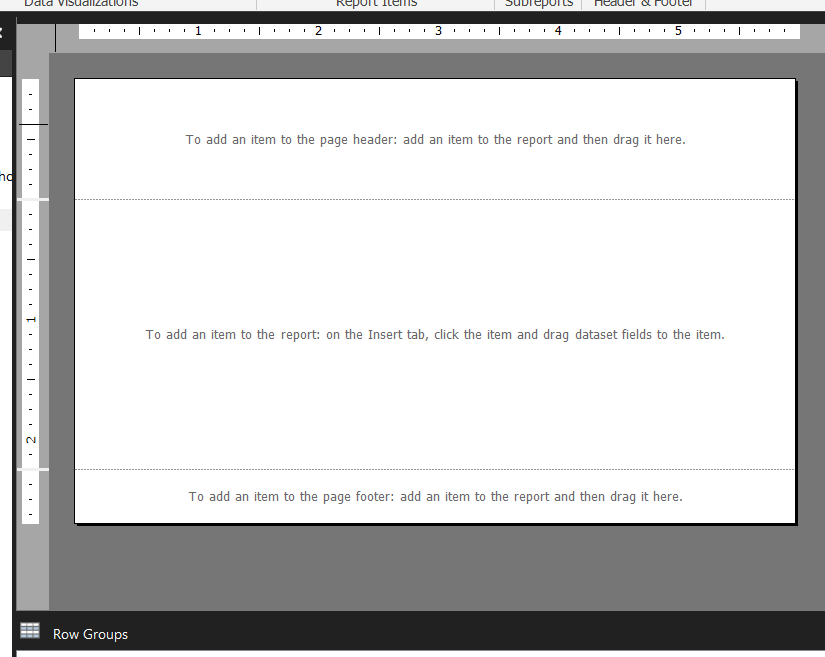 Data Visualizations Report Items Subreports Header & Footer
1 2 3 4 5
To add an item to the page header: add an item to the report and then drag it here.
To add an item to the report: on the Insert tab, click the item and drag dataset fields to the item.
1
2
To add an item to the page footer: add an item to the report and then drag it here.
Row Groups